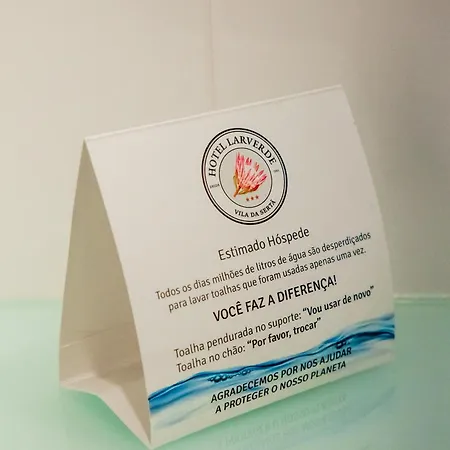 HOTEL LARVERDE
VILA DA SERTÃ
Estimado Hóspede
Todos os dias milhões de litros de água são desperdiçados
para lavar toalhas que foram usadas apenas uma vez.
VOCÊ FAZ A DIFERENÇA!
Toalha pendurada no suporte: “Vou usar de novo”
Toalha no chão: “Por favor, trocar”
AGRADECEMOS POR NOS AJUDAR
A PROTEGER O NOSSO PLANETA